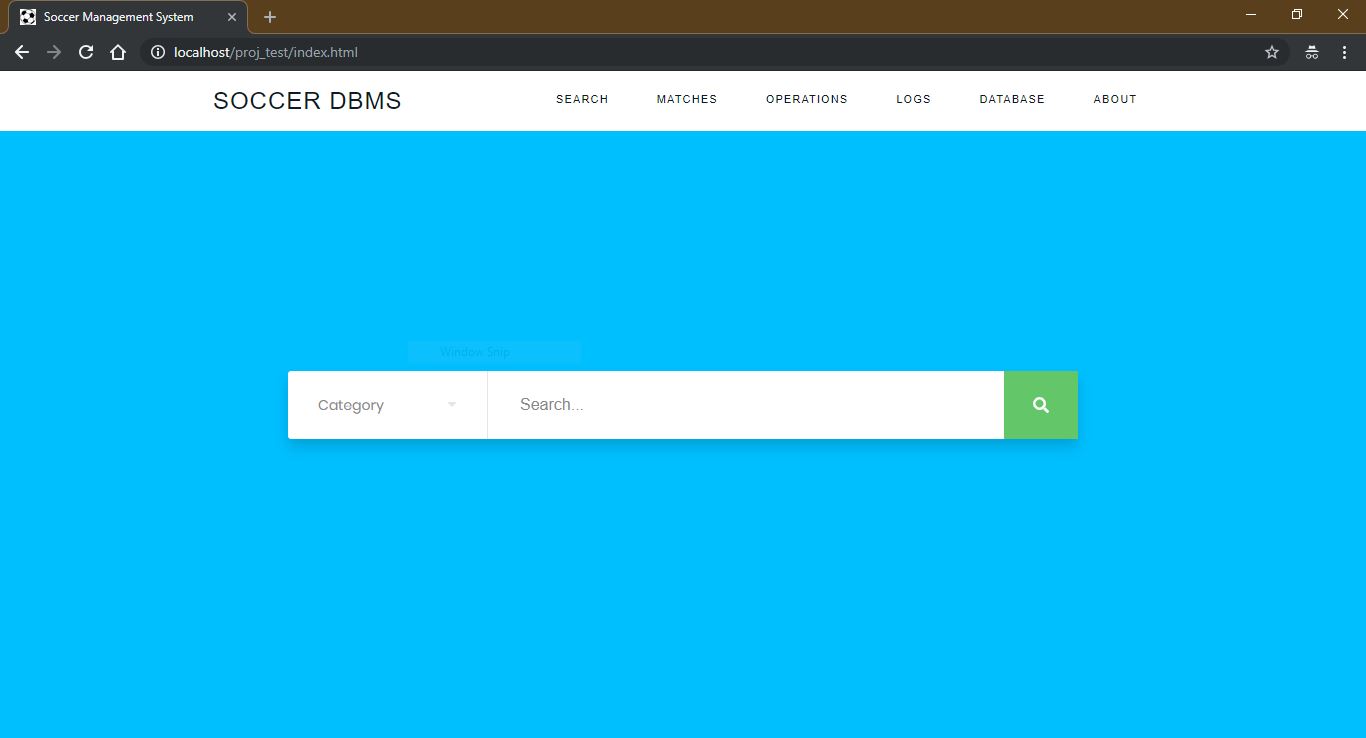 Soccer Management System
localhost/proj_test/index.html
SOCCER DBMS SEARCH MATCHES OPERATIONS LOGS DATABASE ABOUT
Window Snip
Category Search...